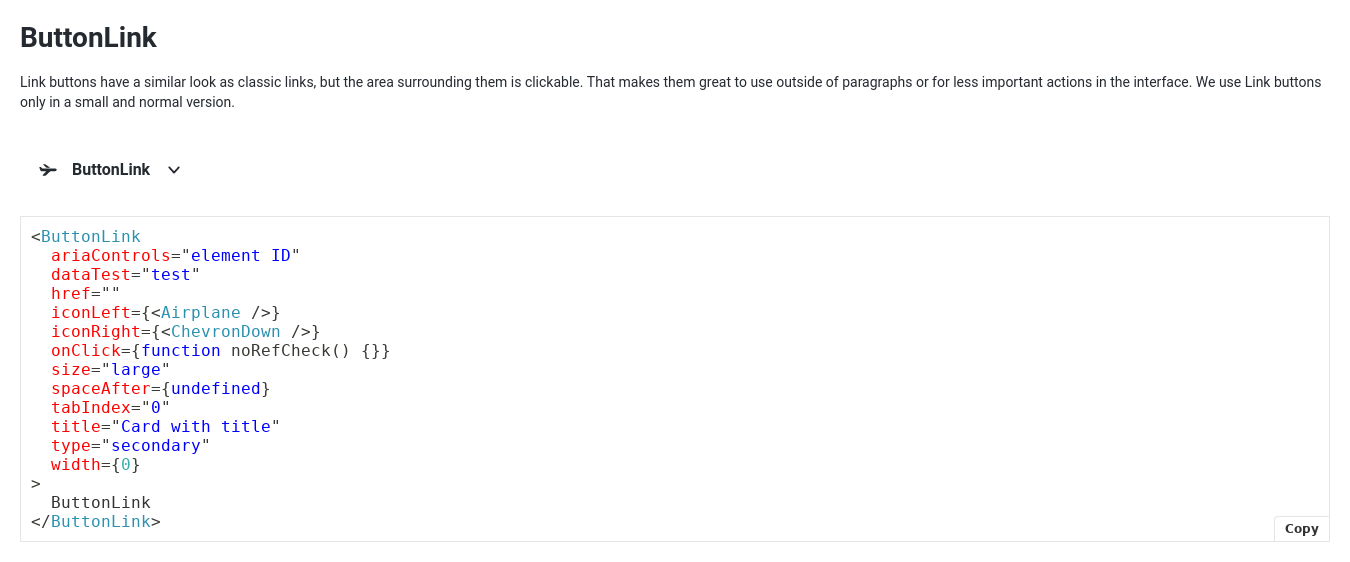 ButtonLink
Link buttons have a similar look as classic links, but the area surrounding them is clickable. That makes them great to use outside of paragraphs or for less important actions in the interface. We use Link buttons
only in a small and normal version.
ButtonLink
<ButtonLink
  ariaControls="element ID"
  dataTest="test"
  href=""
  iconLeft={<Airplane />}
  iconRight={<ChevronDown />}
  onClick={function noRefCheck() {}}
  size="large"
  spaceAfter={undefined}
  tabIndex="0"
  title="Card with title"
  type="secondary"
  width={0}
>
  ButtonLink
</ButtonLink>
Copy